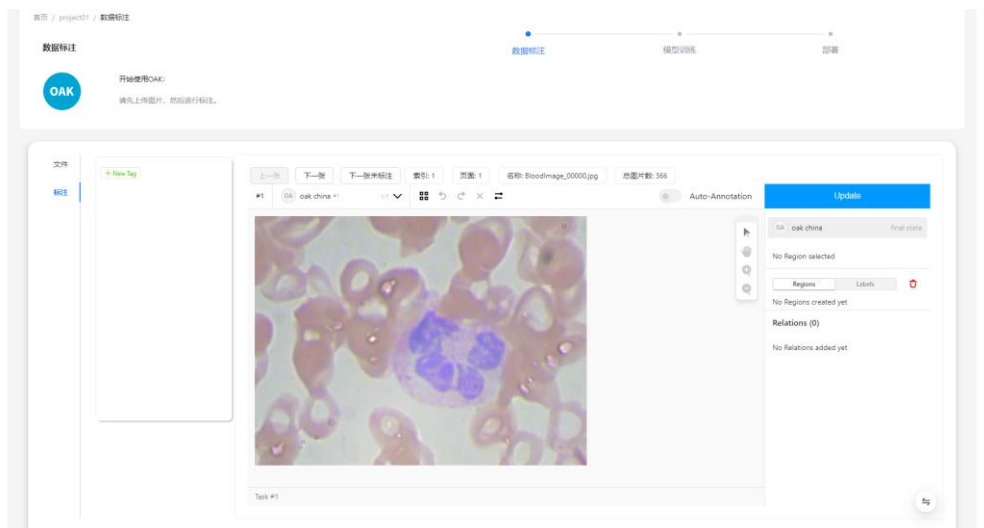 首页 / project01 / 数据标注
数据标注
数据标注 模型训练 部署
OAK
开始使用OAK:
请先上传图片，然后进行标注。
文件
标注
+ New Tag
上一张 下一张 下一张未标注 索引: 1 页面: 1 名称: BloodImage_00000.jpg 总图片数: 366
#1 OA oak china Auto-Annotation
Update
OA oak china final state
No Region selected
Regions Labels
No Regions created yet
Relations (0)
No Relations added yet
Task #1